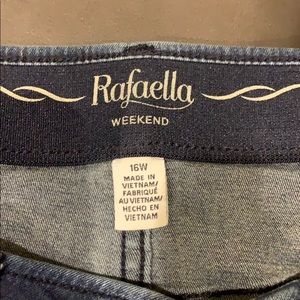 Rafaella
WEEKEND
16W
MADE IN
VIETNAM/
FABRIQUÉ
AU VIETNAM/
HECHO EN
VIETNAM